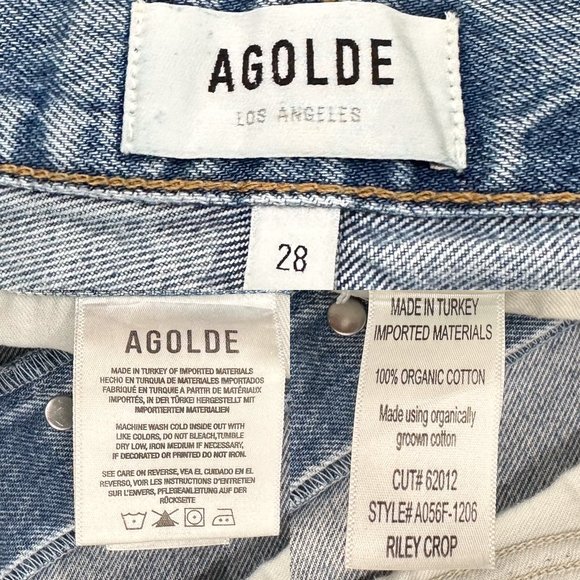 AGOLDE
LOS ANGELES
28
AGOLDE
MADE IN TURKEY OF IMPORTED MATERIALS
HECHO EN TURQUIA DE MATERIALES IMPORTADOS
FABRIQUÉ EN TURQUIE A PARTIR DE MATÉRIAUX
IMPORTÉS, IN DER TÜRKEI HERGESTELLT MIT
IMPORTIERTEN MATERIALIEN
MACHINE WASH COLD INSIDE OUT WITH
LIKE COLORS, DO NOT BLEACH,TUMBLE
DRY LOW, IRON MEDIUM IF NECESSARY,
IF DECORATED OR PRINTED DO NOT IRON.
SEE CARE ON REVERSE, VEA EL CUIDADO EN EL
REVERSO, VOIR LES INSTRUCTIONS D'ENTRETIEN
SUR L'ENVERS, PFLEGEANLEITUNG AUF DER
RÜCKSEITE
MADE IN TURKEY
IMPORTED MATERIALS
100% ORGANIC COTTON
Made using organically
groown cotton
CUT# 62012
STYLE# A056F-1206
RILEY CROP